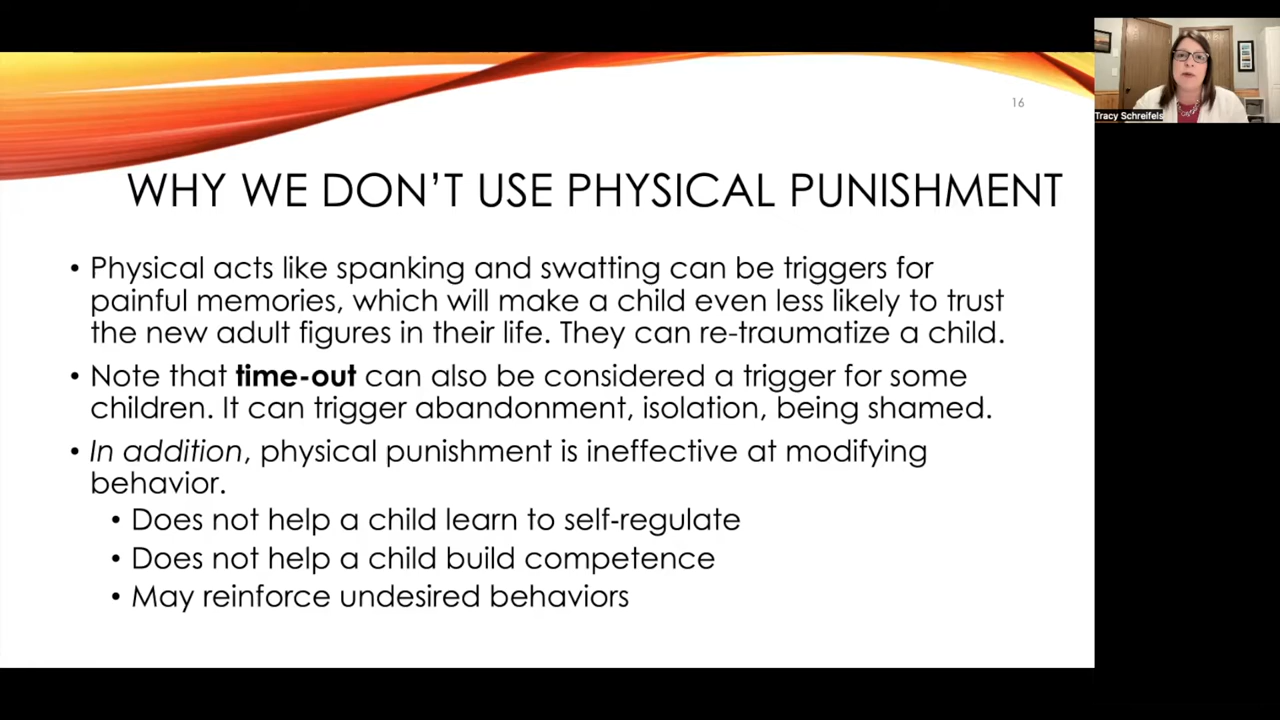 16
Tracy Schreifels
WHY WE DON'T USE PHYSICAL PUNISHMENT
• Physical acts like spanking and swatting can be triggers for
painful memories, which will make a child even less likely to trust
the new adult figures in their life. They can re-traumatize a child.
• Note that time-out can also be considered a trigger for some
children. It can trigger abandonment, isolation, being shamed.
• In addition, physical punishment is ineffective at modifying
behavior.
• Does not help a child learn to self-regulate
• Does not help a child build competence
• May reinforce undesired behaviors